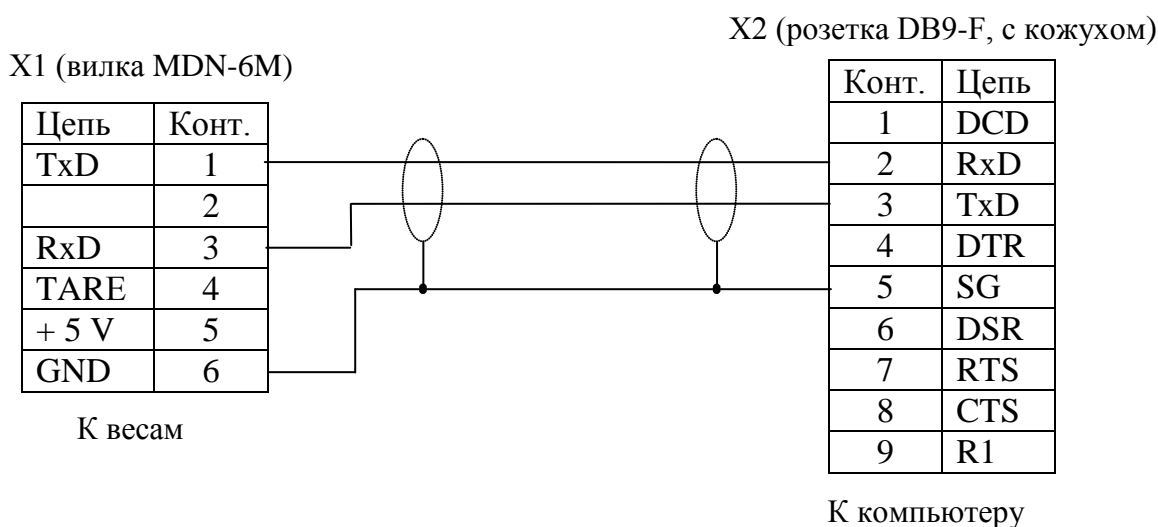 X2 (розетка DB9-F, с кожухом)
X1 (вилка MDN-6M)
Цепь Конт.
TxD 1
2
RxD 3
TARE 4
+ 5 V 5
GND 6
К весам
Конт. Цепь
1 DCD
2 RxD
3 TxD
4 DTR
5 SG
6 DSR
7 RTS
8 CTS
9 R1
К компьютеру